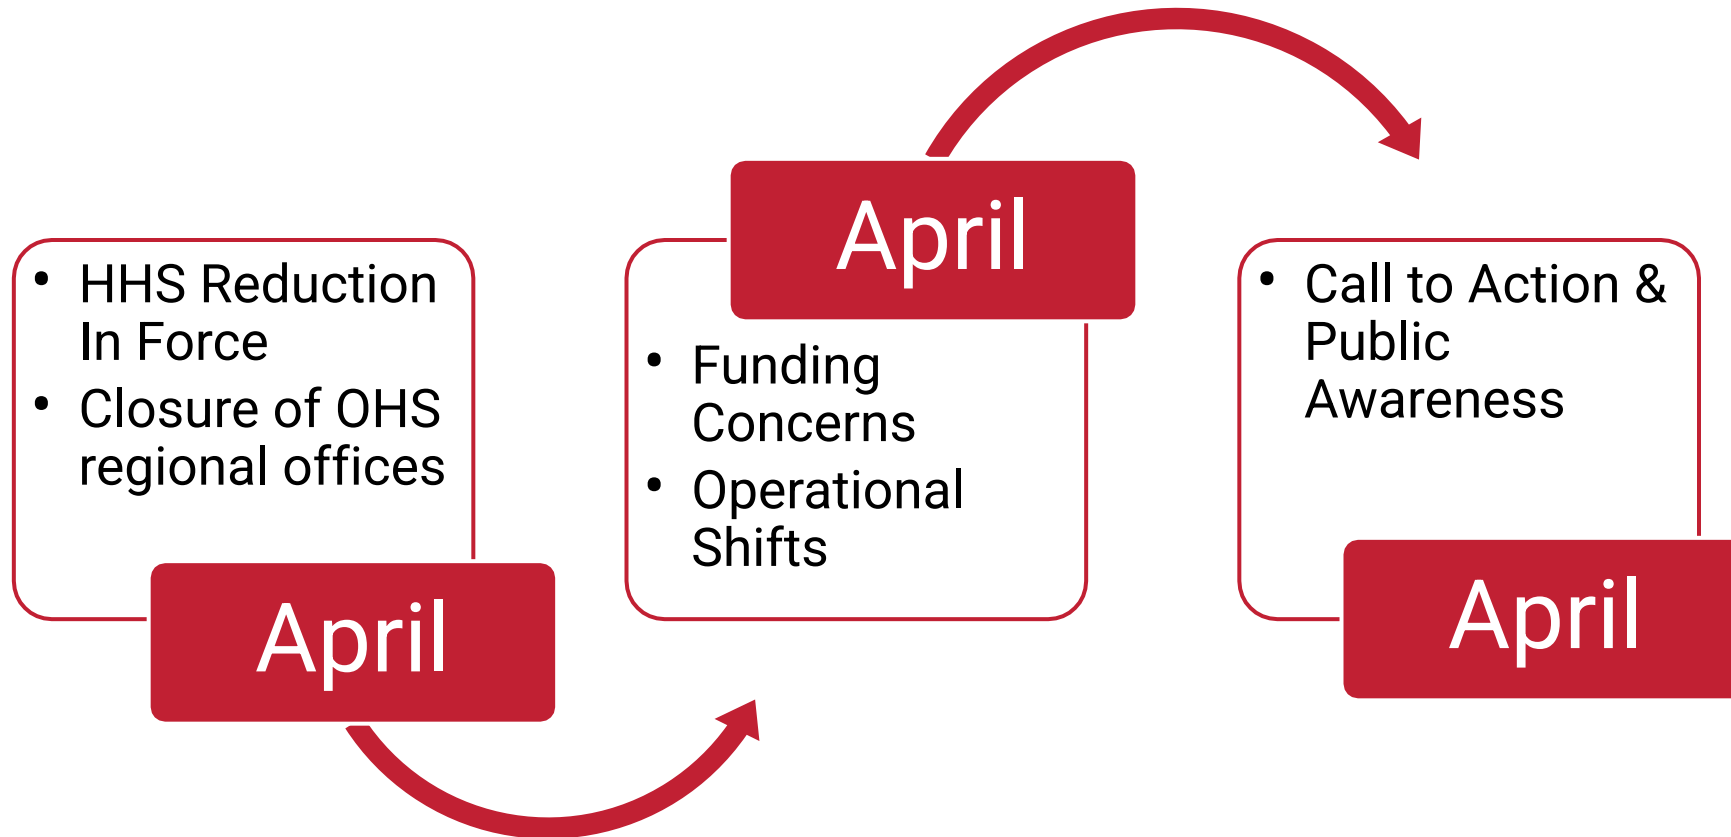 • HHS Reduction
In Force
• Closure of OHS
regional offices
April
April
• Funding
Concerns
• Operational
Shifts
• Call to Action &
Public
Awareness
April